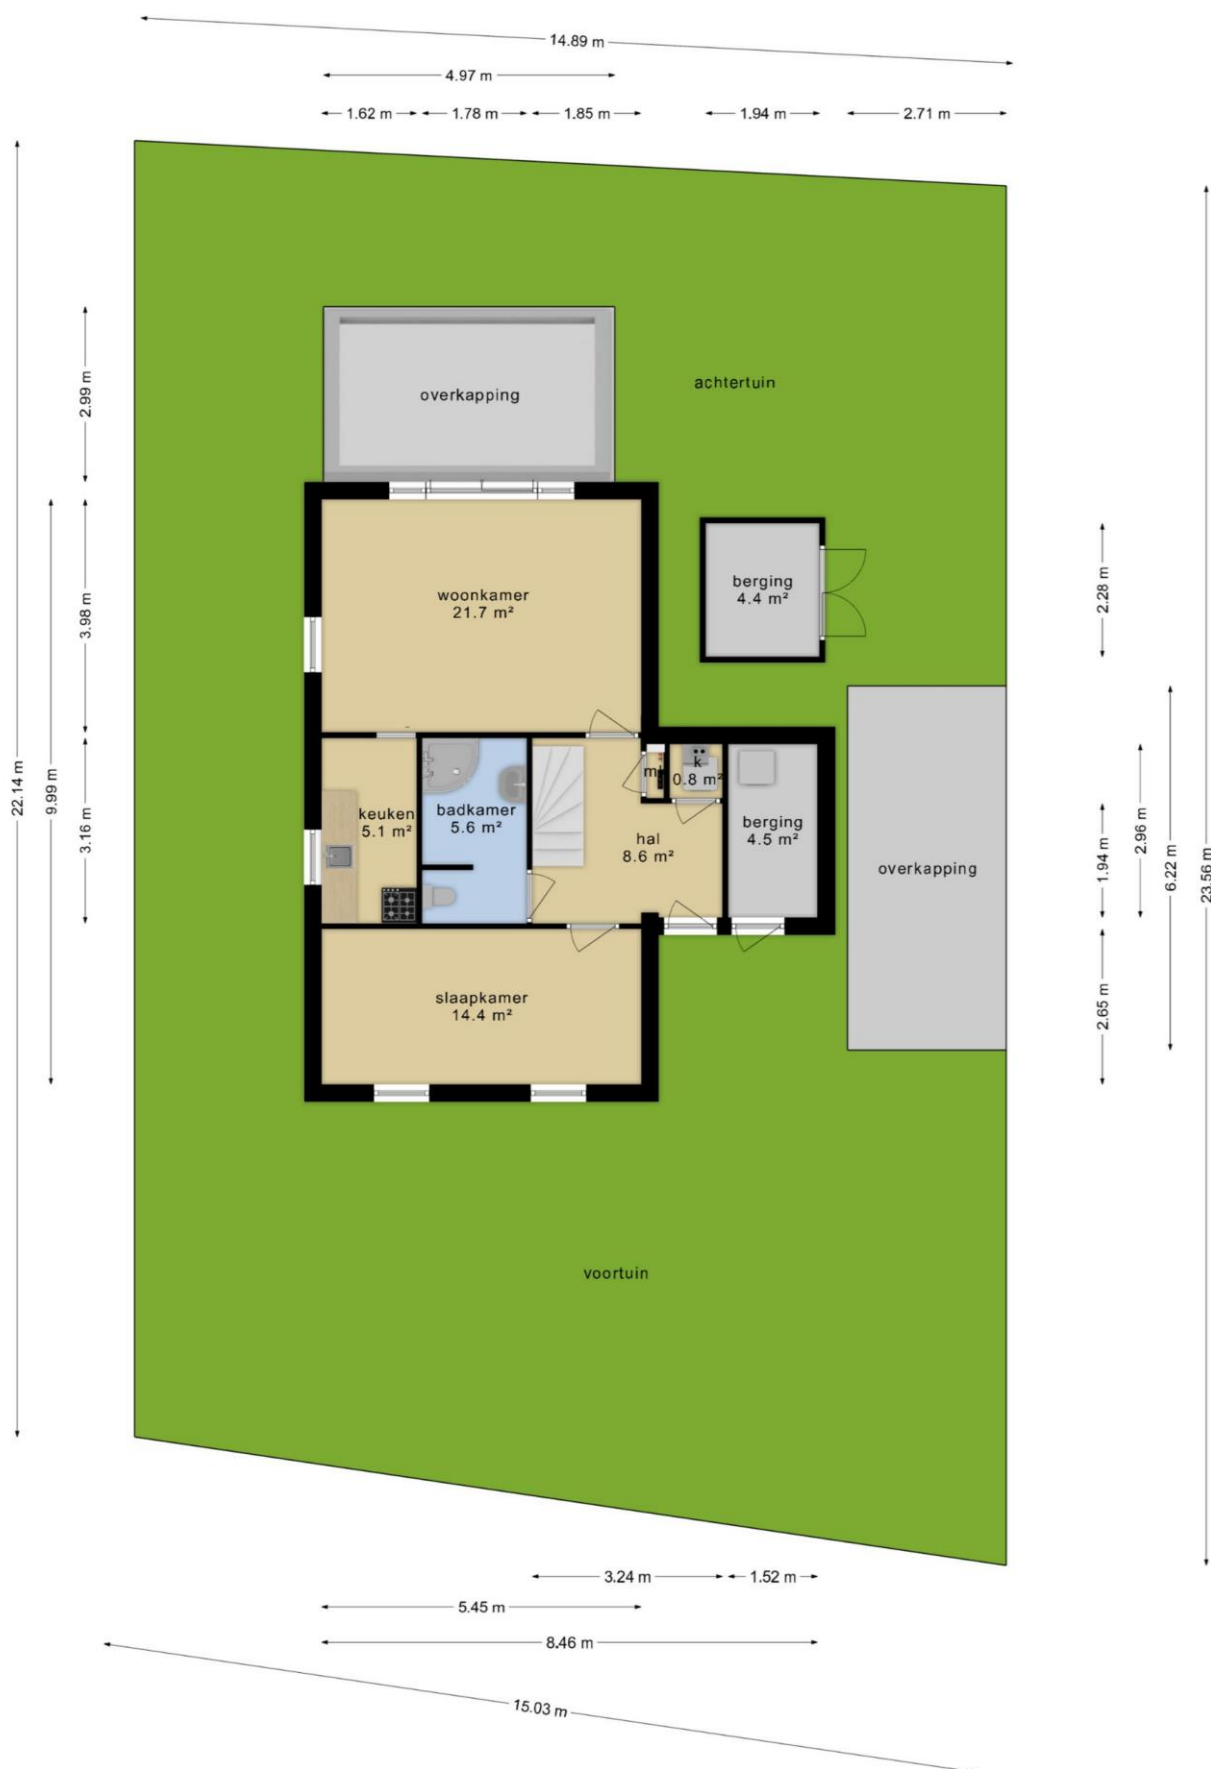 14.89 m
4.97 m
1.62 m
1.78 m
1.85 m
1.94 m
2.71 m
22.14 m
9.99 m
2.99 m
3.98 m
3.16 m
overkapping
achtertuin
woonkamer
21.7 m²
berging
4.4 m²
keuken
5.1 m²
badkamer
5.6 m²
hal
8.6 m²
m
k
0.8 m²
berging
4.5 m²
overkapping
slaapkamer
14.4 m²
voortuin
2.28 m
1.94 m
2.65 m
2.96 m
6.22 m
23.56 m
3.24 m
1.52 m
5.45 m
8.46 m
15.03 m